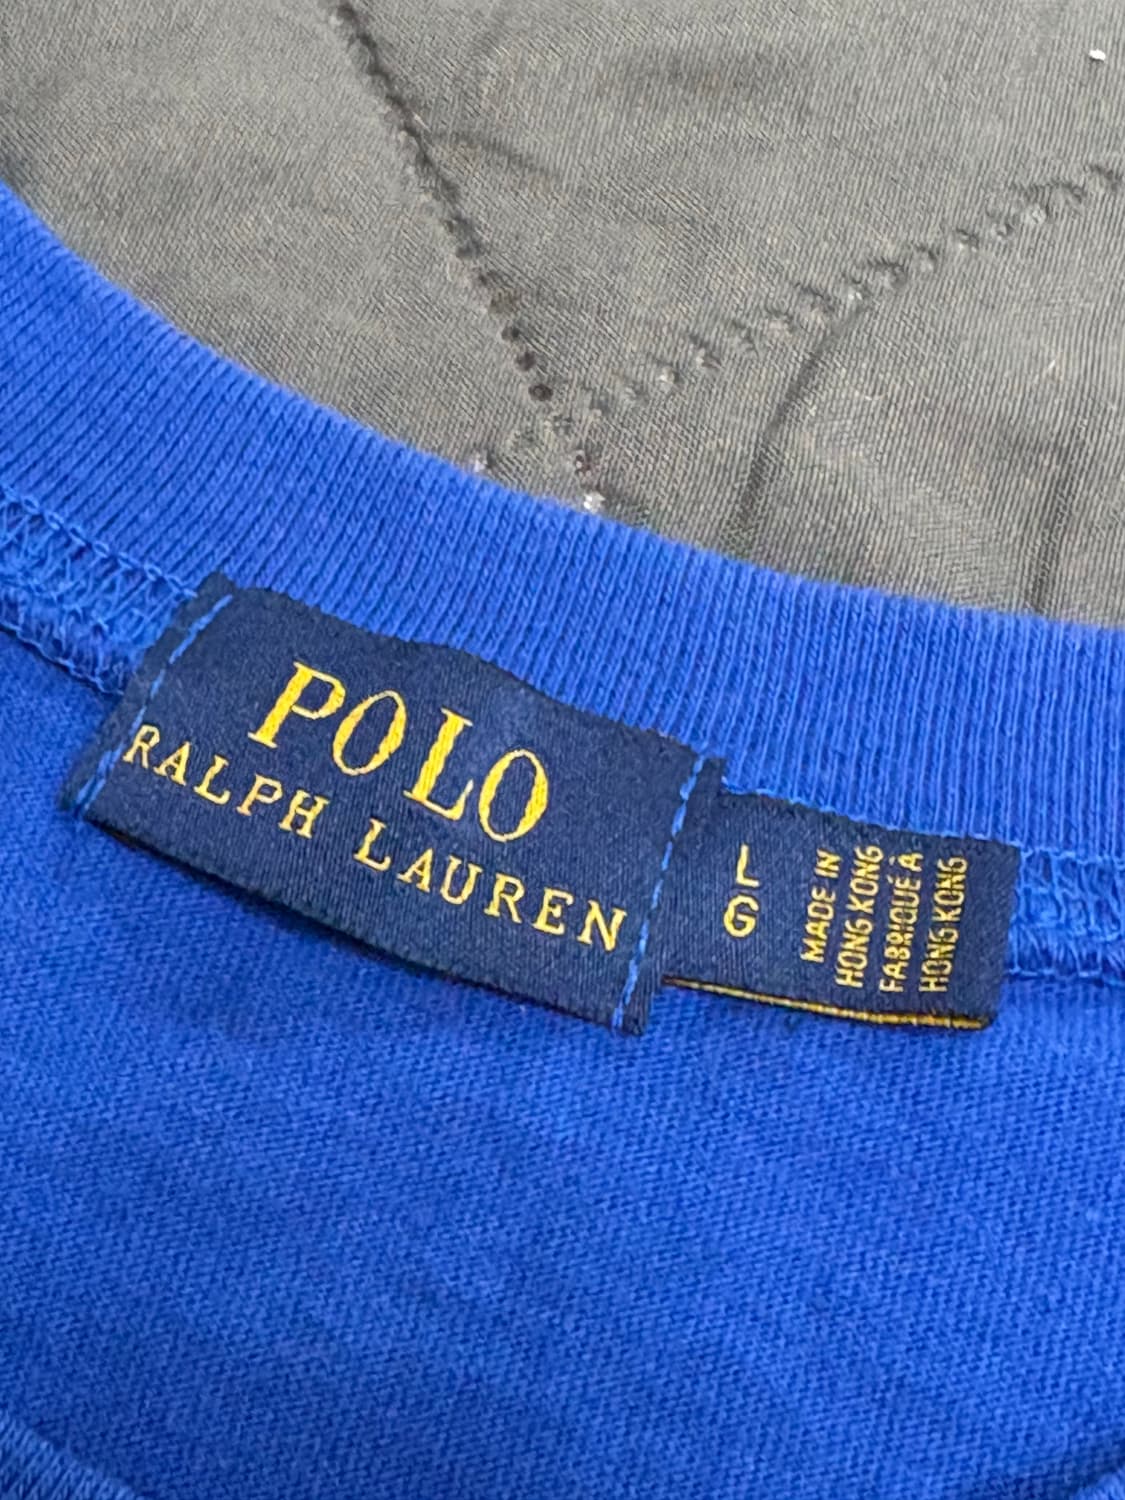 POLO
RALPH LAUREN
L
G
MADE IN
HONG KONG
FABRIQUÉ À
HONG KONG